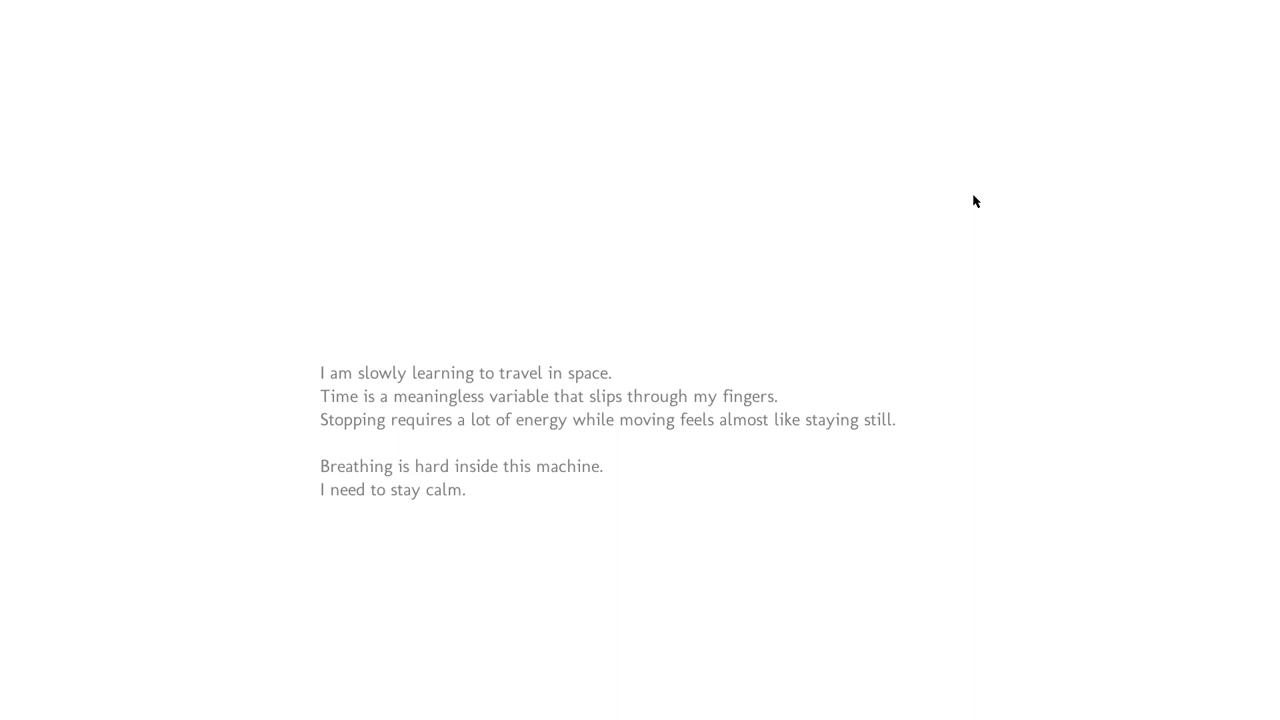 I am slowly learning to travel in space.
Time is a meaningless variable that slips through my fingers.
Stopping requires a lot of energy while moving feels almost like staying still.
Breathing is hard inside this machine.
I need to stay calm.